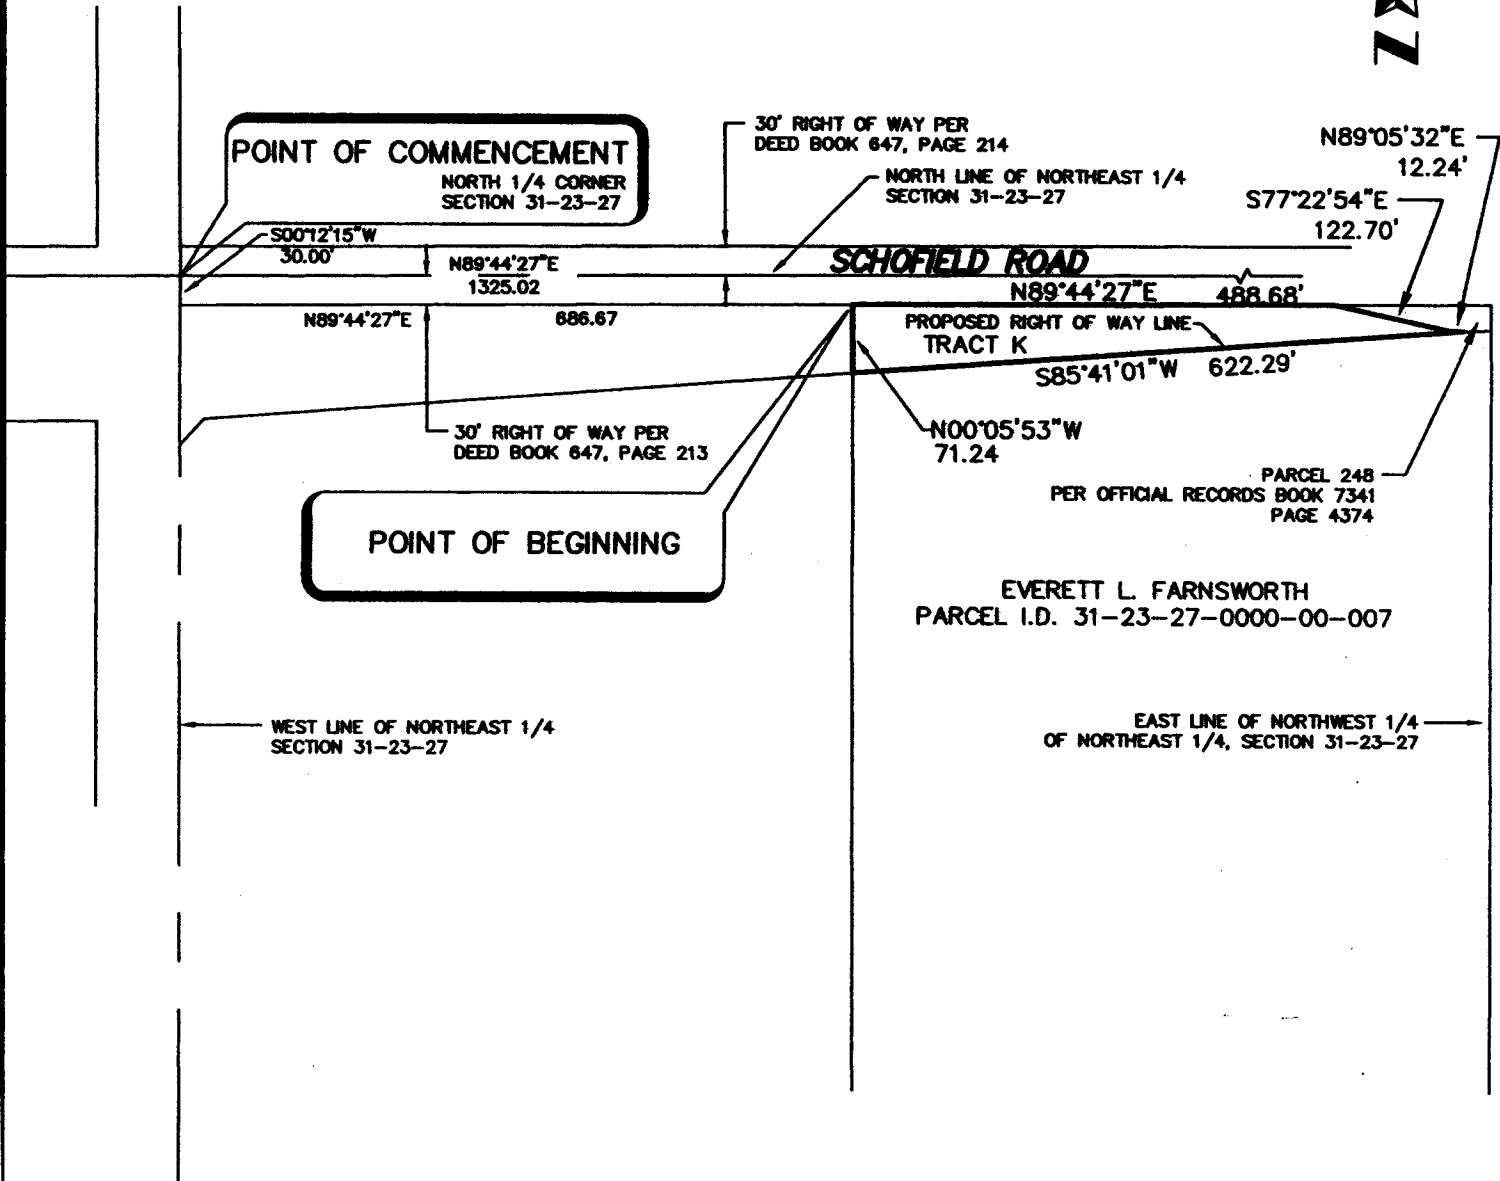 Z
POINT OF COMMENCEMENT
NORTH 1/4 CORNER
SECTION 31-23-27
30' RIGHT OF WAY PER
DEED BOOK 647, PAGE 214
NORTH LINE OF NORTHEAST 1/4
SECTION 31-23-27
N89°05'32"E
12.24'
S77°22'54"E
122.70'
S00°12'15"W
30.00'
N89°44'27"E
1325.02
SCHOFIELD ROAD
N89°44'27"E 488.68'
N89°44'27"E 686.67
PROPOSED RIGHT OF WAY LINE
TRACT K
S85°41'01"W 622.29'
30' RIGHT OF WAY PER
DEED BOOK 647, PAGE 213
N00°05'53"W
71.24
PARCEL 248
PER OFFICIAL RECORDS BOOK 7341
PAGE 4374
POINT OF BEGINNING
EVERETT L. FARNSWORTH
PARCEL I.D. 31-23-27-0000-00-007
WEST LINE OF NORTHEAST 1/4
SECTION 31-23-27
EAST LINE OF NORTHWEST 1/4
OF NORTHEAST 1/4, SECTION 31-23-27